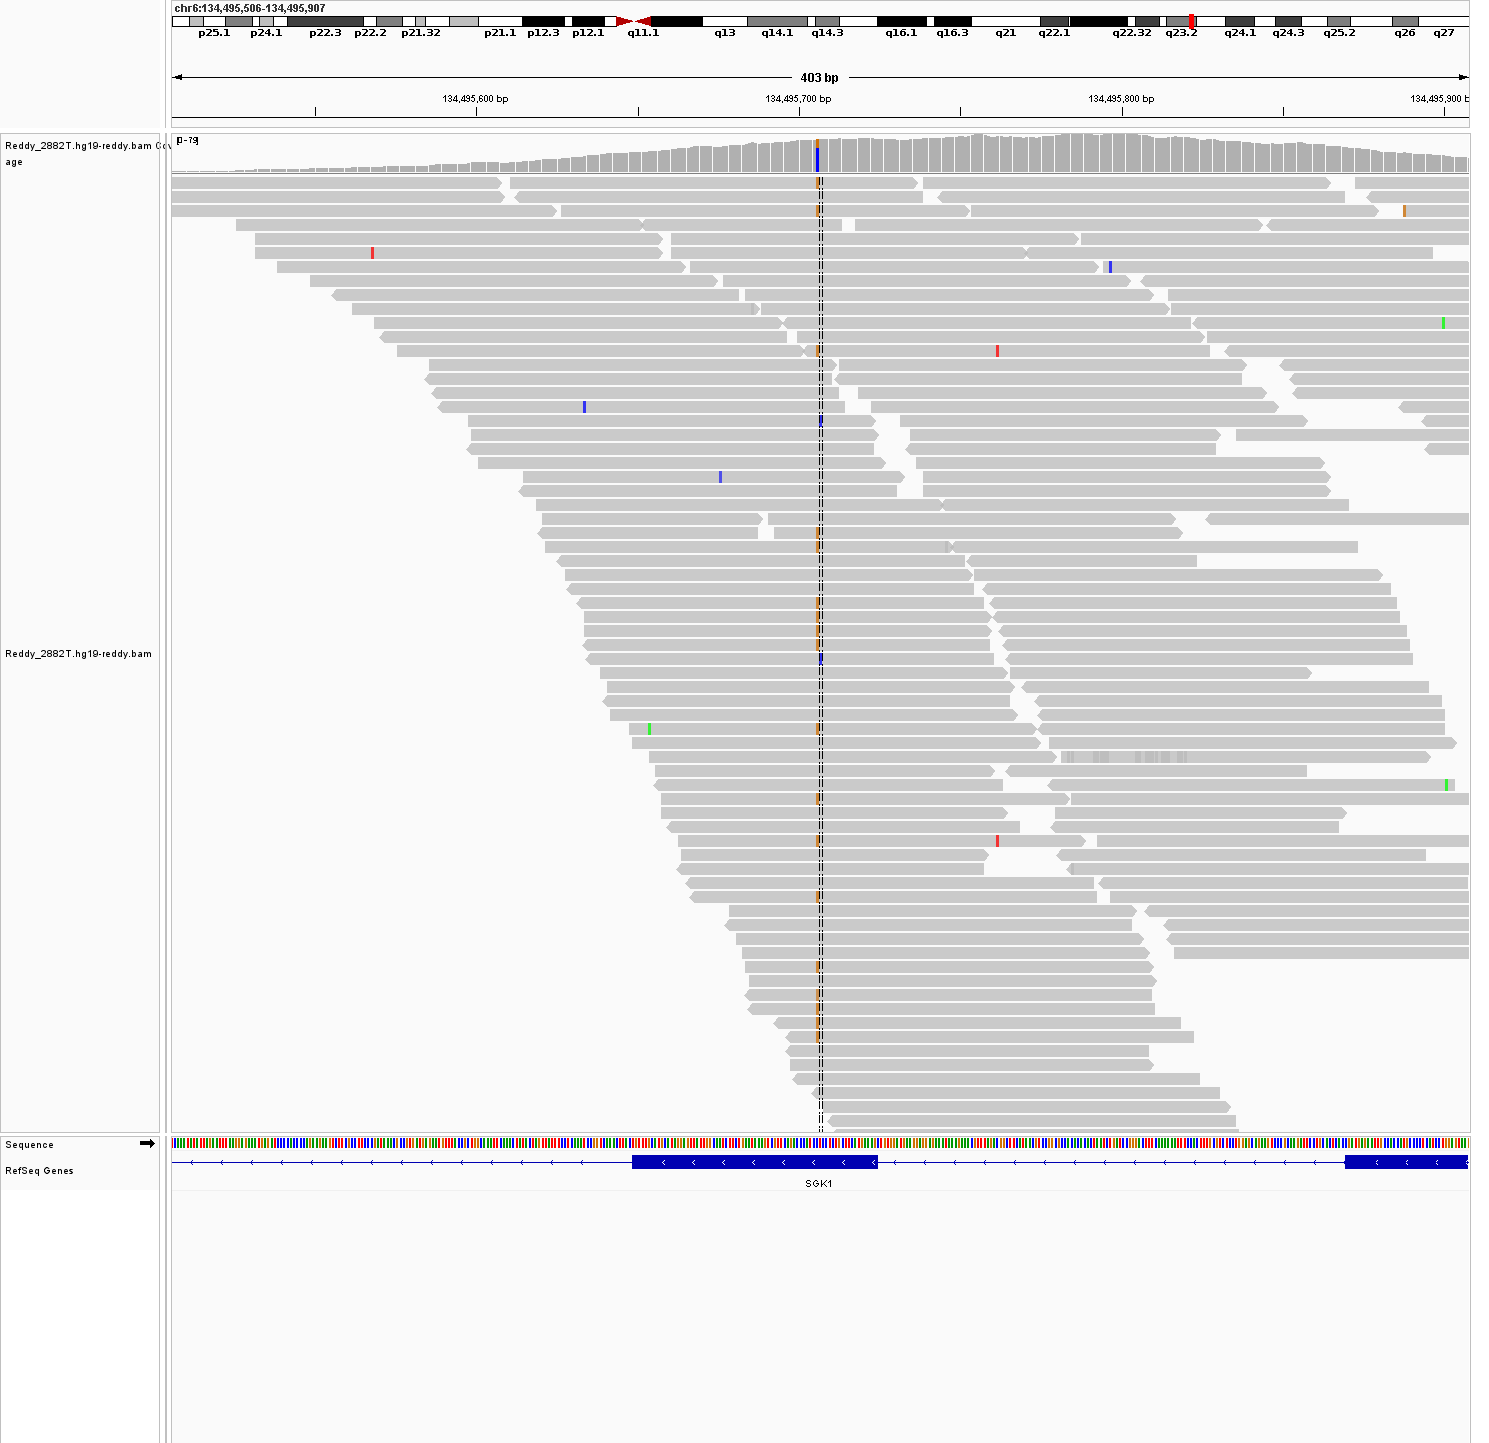 chr6:134,495,506-134,495,907
p25.1 p24.1 p22.3 p22.2 p21.32 p21.1 p12.3 p12.1 q11.1 q13 q14.1 q14.3 q16.1 q16.3 q21 q22.1 q22.32 q23.2 q24.1 q24.3 q25.2 q26 q27
403 bp
134,495,600 bp 134,495,700 bp 134,495,800 bp 134,495,900 b
Reddy_2882T.hg19-reddy.bam Cov
age
[0-79]
Reddy_2882T.hg19-reddy.bam
Sequence
RefSeq Genes
SGK1